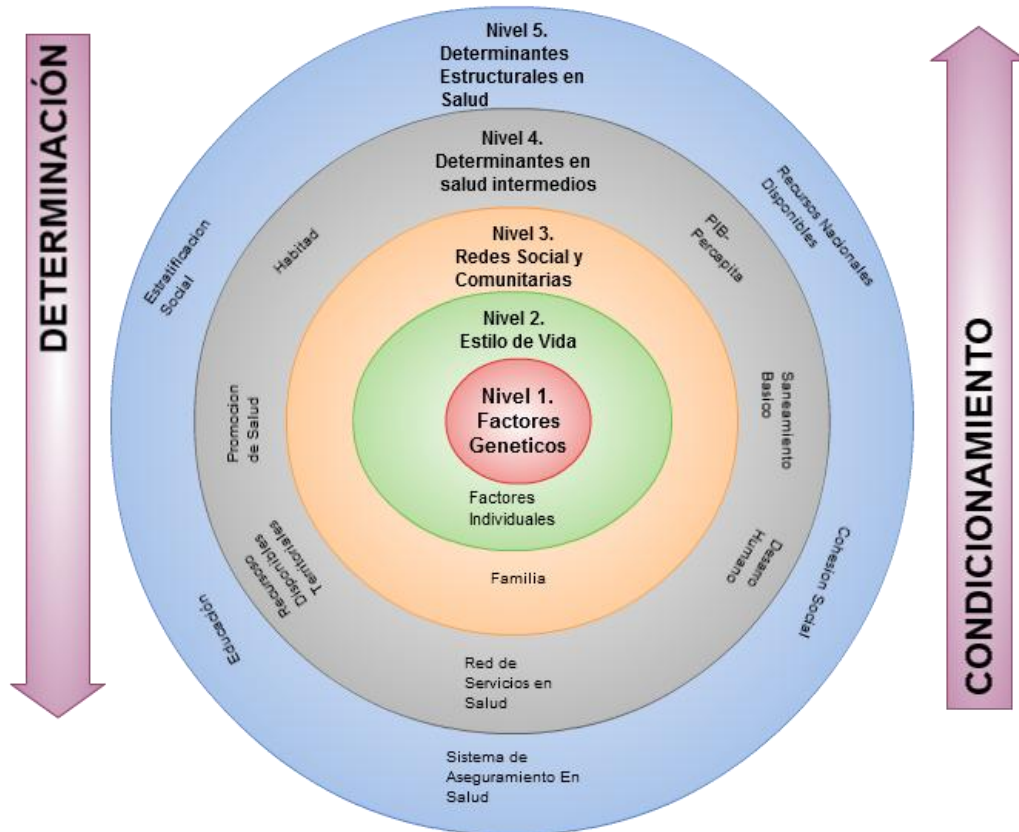 DETERMINACIÓN
CONDICIONAMIENTO
Nivel 5.
Determinantes
Estructurales en
Salud
Nivel 4.
Determinantes en
salud intermedios
Nivel 3.
Redes Social y
Comunitarias
Nivel 2.
Estilo de Vida
Nivel 1.
Factores
Geneticos
Factores
Individuales
Familia
Red de
Servicios en
Salud
Sistema de
Aseguramiento En
Salud
Estratificacion
Social
Habitad
Promocion
de Salud
Recursoso
Disponibles
Territoriales
Educación
PIB-
Percapita
Recursos Nacionales
Disponibles
Saneamiento
Basico
Desarro
Humano
Cohesion Social